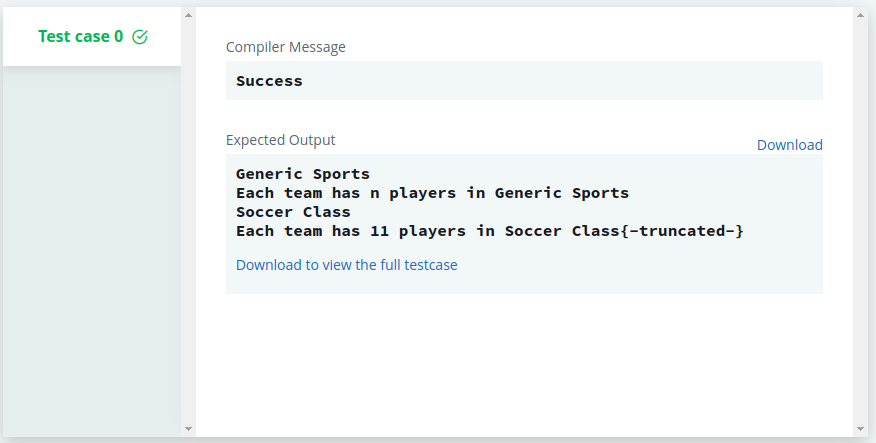 Test case 0
Compiler Message
Success
Expected Output
Download
Generic Sports
Each team has n players in Generic Sports
Soccer Class
Each team has 11 players in Soccer Class{-truncated-}
Download to view the full testcase